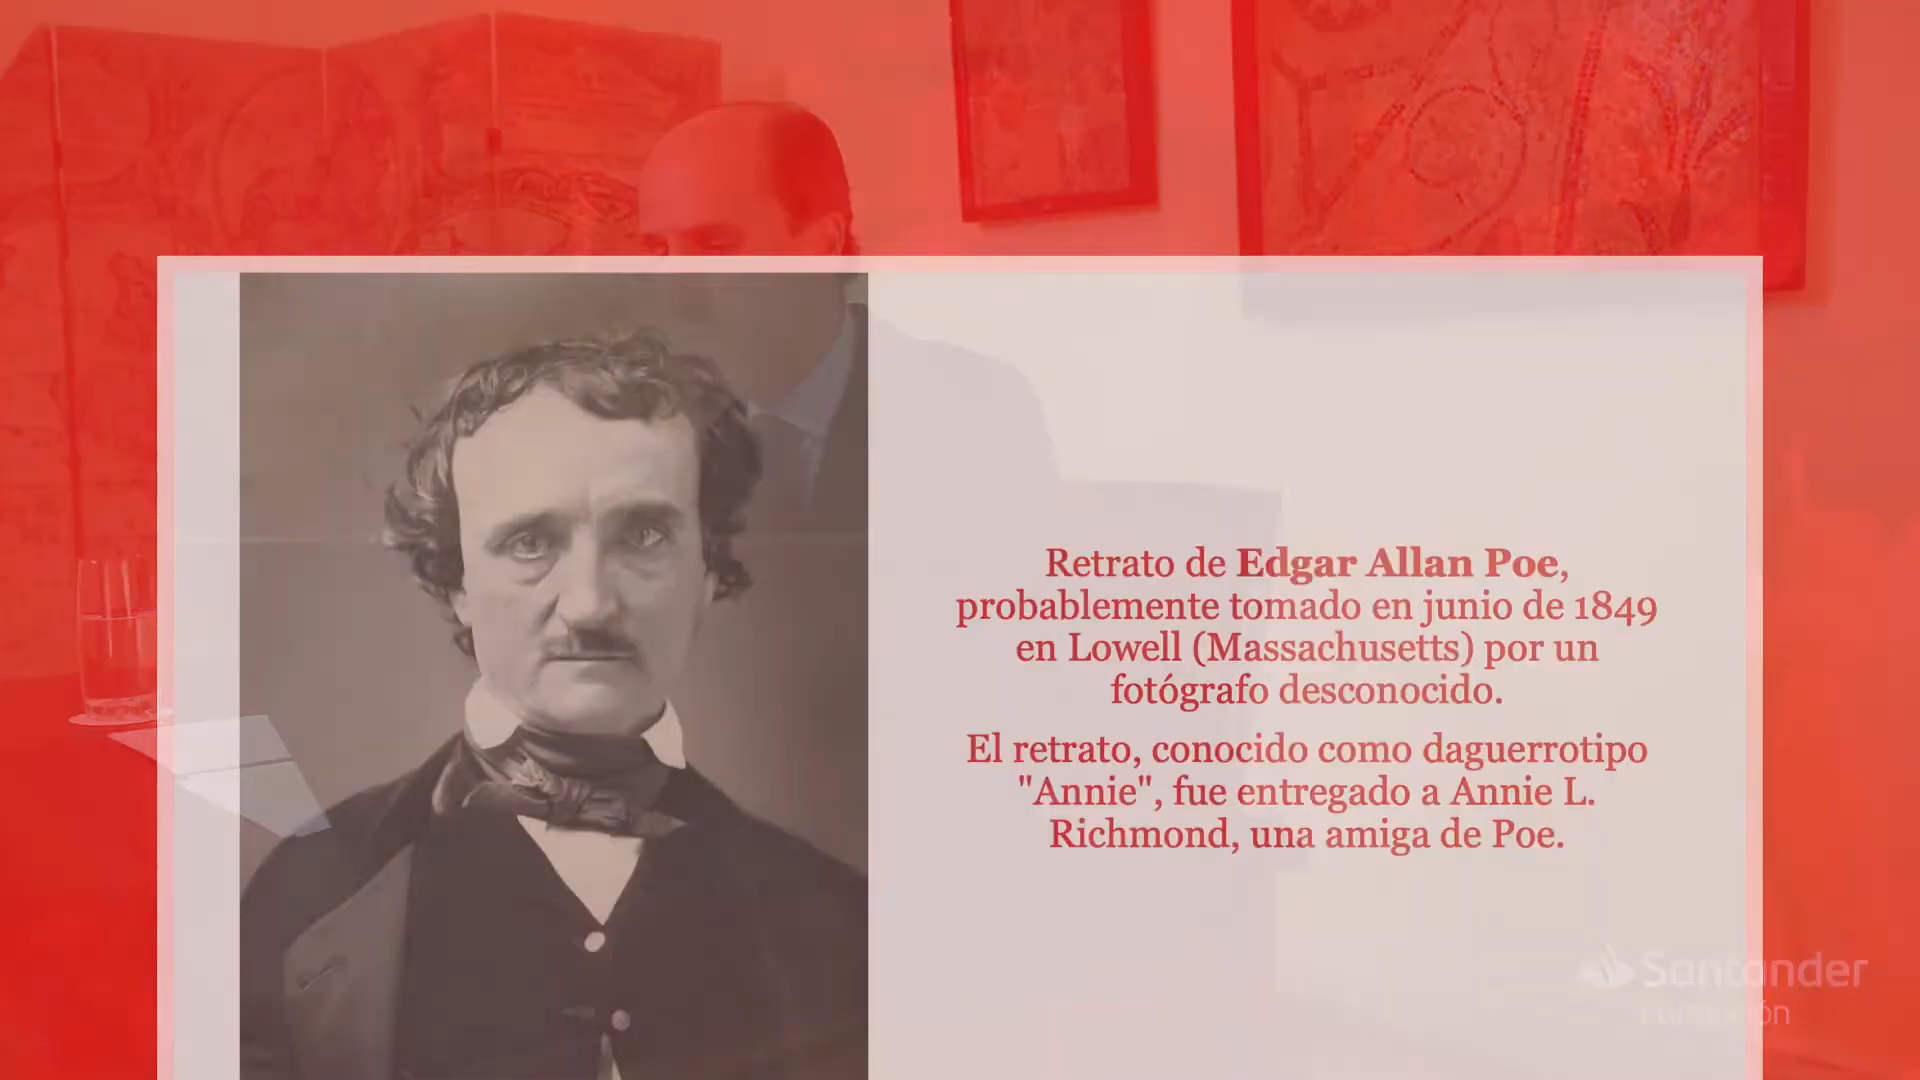 Retrato de Edgar Allan Poe,
probablemente tomado en junio de 1849
en Lowell (Massachusetts) por un
fotógrafo desconocido.
El retrato, conocido como daguerrotipo
"Annie", fue entregado a Annie L.
Richmond, una amiga de Poe.
Santander
Fundación